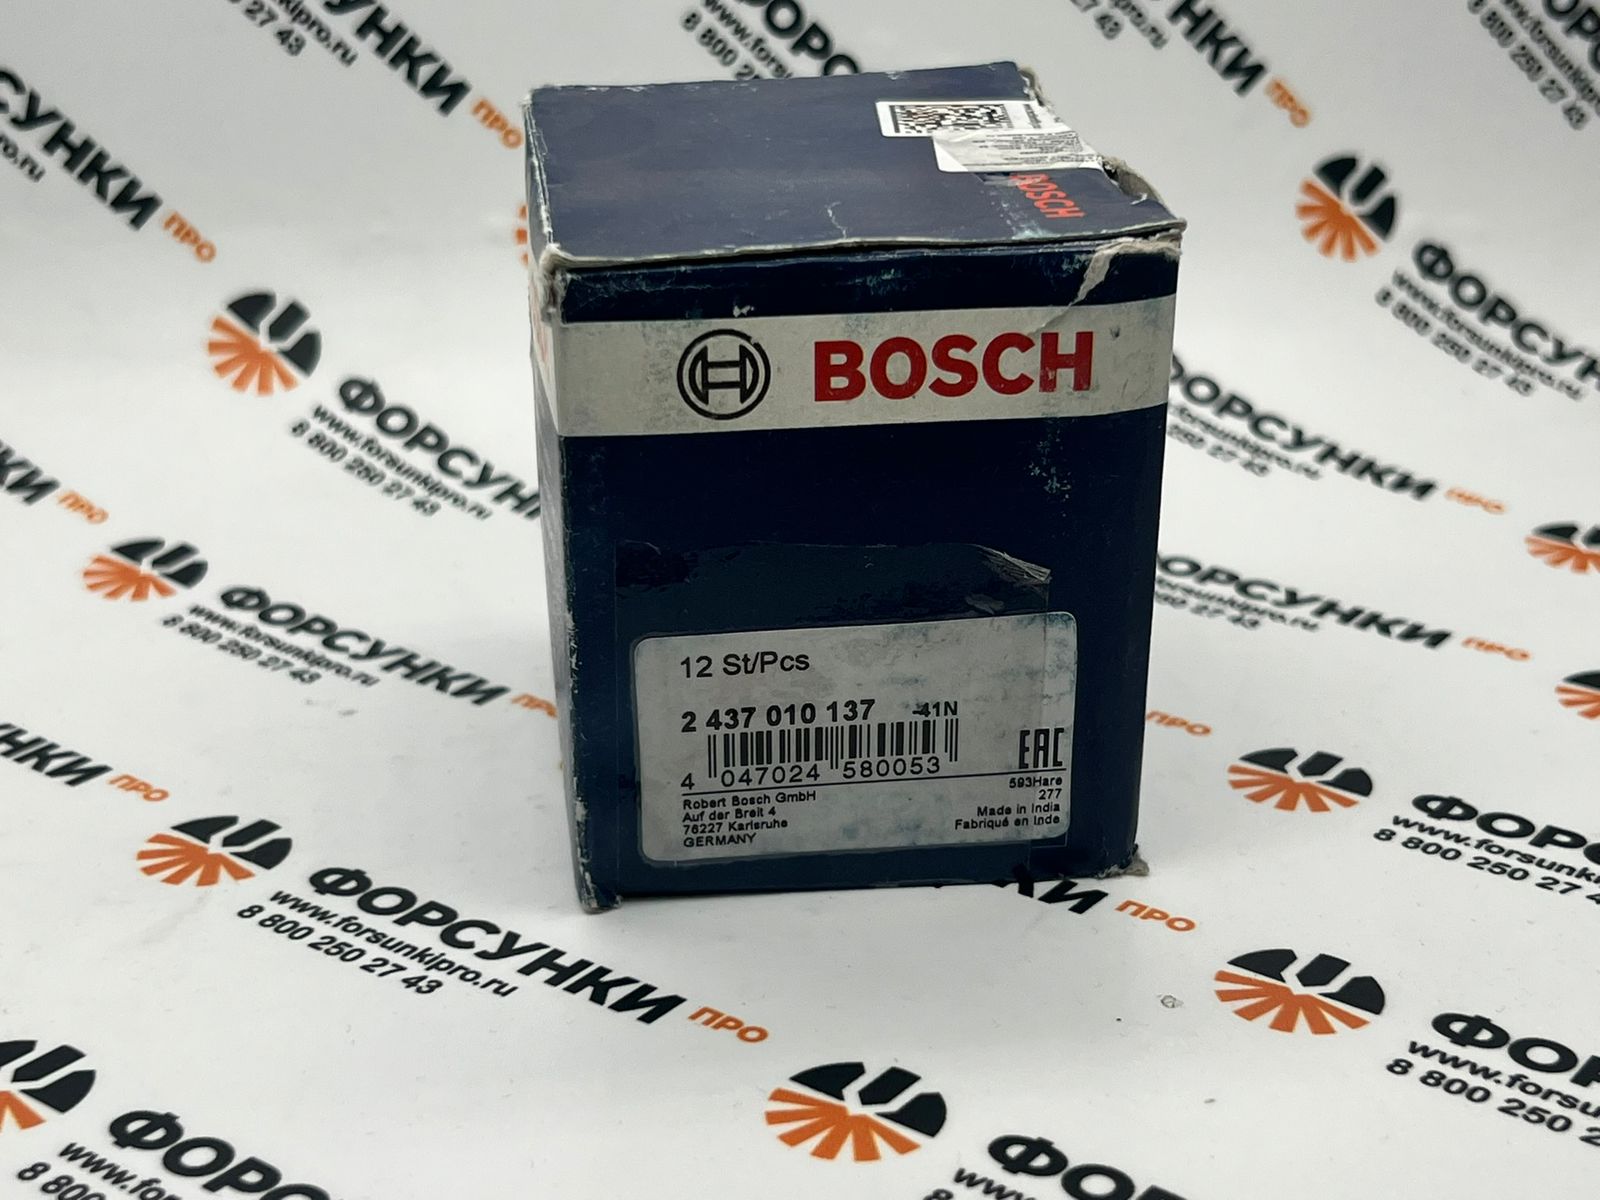 BOSCH
BOSCH
12 St/Pcs
2 437 010 137 -41N
4 047024 580053
EAC
Robert Bosch GmbH
Auf der Breit 4
76227 Karlsruhe
GERMANY
593Hare
277
Made in India
Fabriqué en Inde
ФОРСУНКИ ПРО
www.forsunkipro.ru
8 800 250 27 43